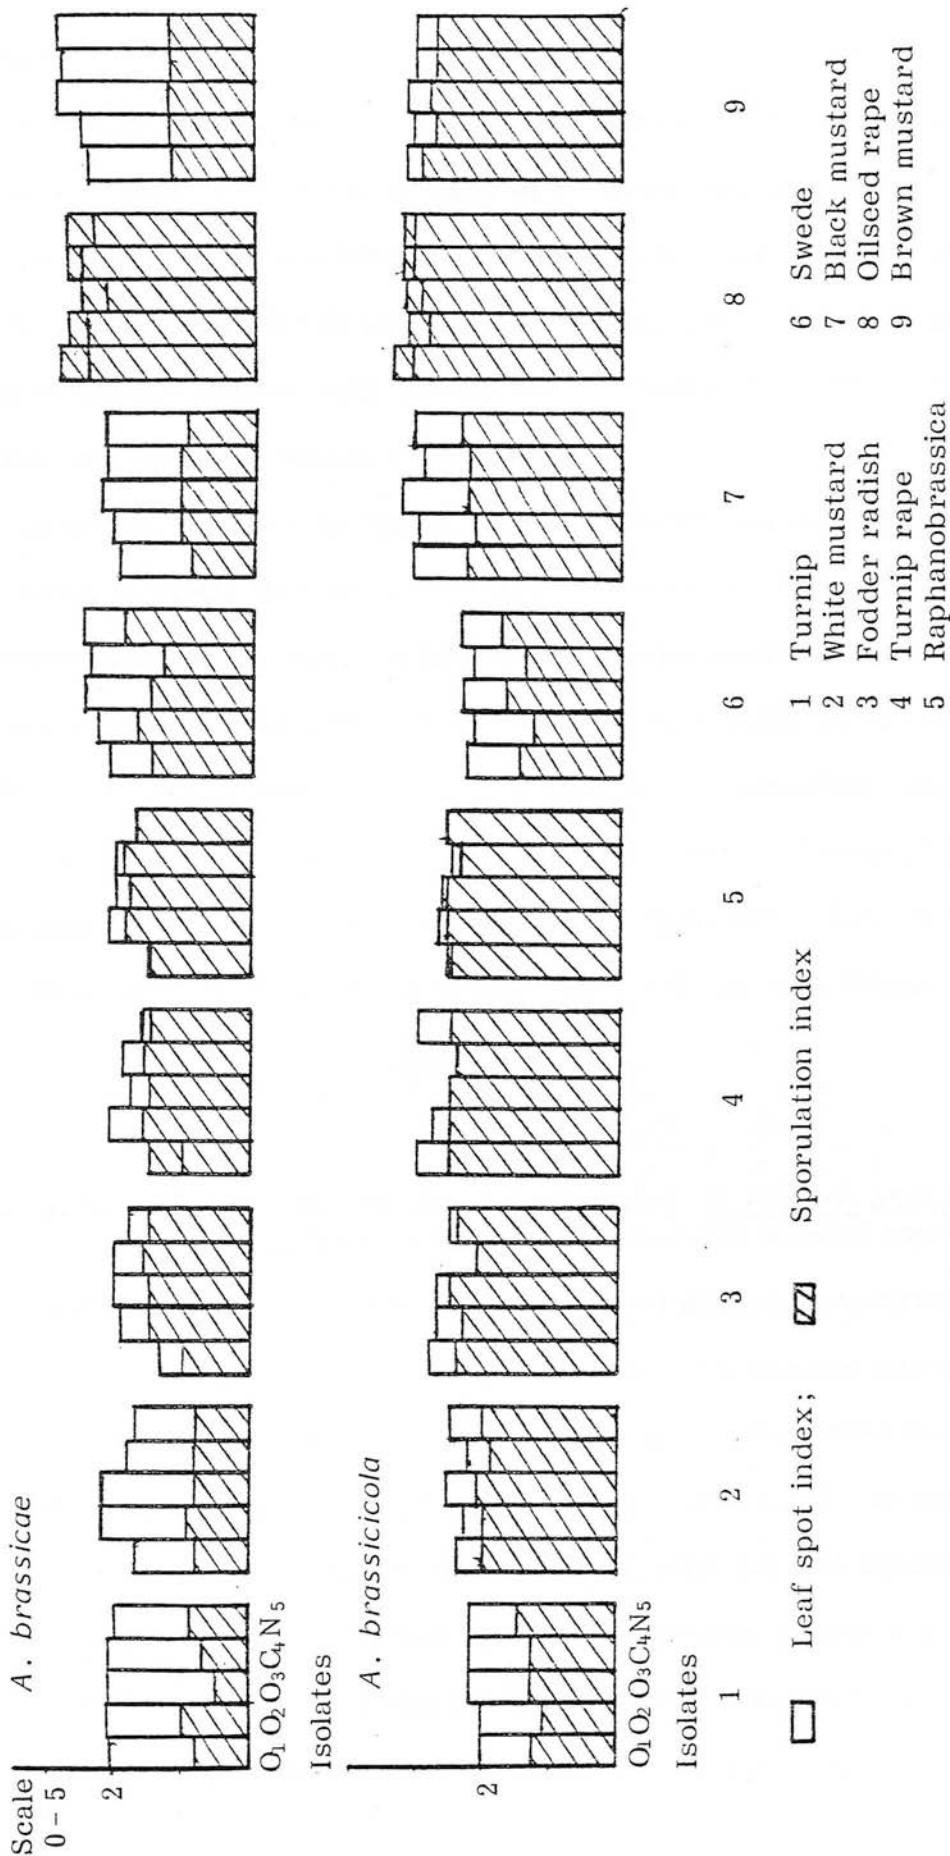 Scale
0 - 5
A. brassicae
2
O₁ O₂ O₃ C₄ N₅
Isolates
A. brassicicola
2
O₁ O₂ O₃ C₄ N₅
Isolates
1 2 3 4 5 6 7 8 9
Leaf spot index; Sporulation index
1 Turnip
2 White mustard
3 Fodder radish
4 Turnip rape
5 Raphanobrassica
6 Swede
7 Black mustard
8 Oilseed rape
9 Brown mustard